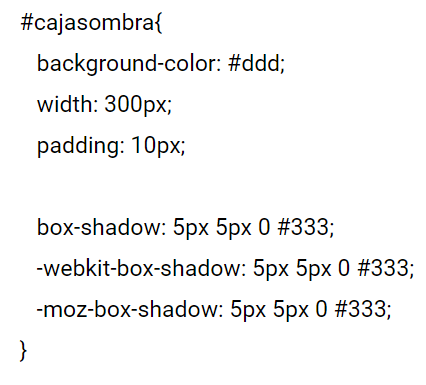 #cajasombra{
background-color: #ddd;
width: 300px;
padding: 10px;
box-shadow: 5px 5px 0 #333;
-webkit-box-shadow: 5px 5px 0 #333;
-moz-box-shadow: 5px 5px 0 #333;
}